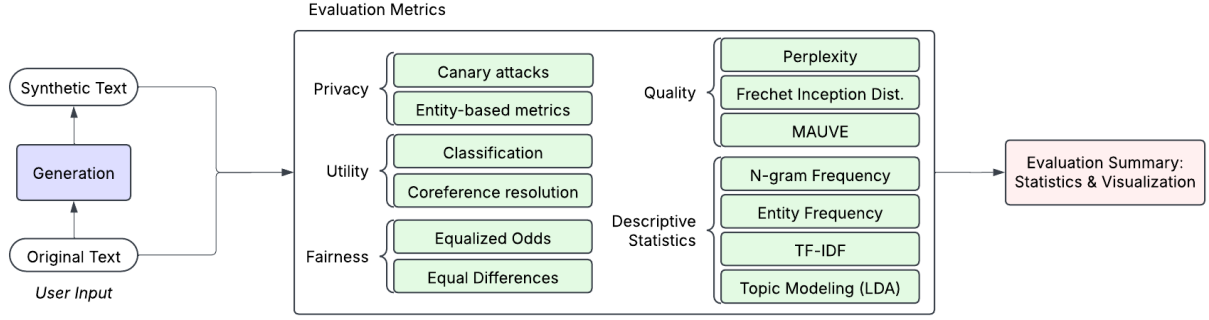 Evaluation Metrics
Synthetic Text
Generation
Original Text
User Input
Privacy
Canary attacks
Entity-based metrics
Utility
Classification
Coreference resolution
Fairness
Equalized Odds
Equal Differences
Quality
Perplexity
Frechet Inception Dist.
MAUVE
Descriptive
Statistics
N-gram Frequency
Entity Frequency
TF-IDF
Topic Modeling (LDA)
Evaluation Summary:
Statistics & Visualization